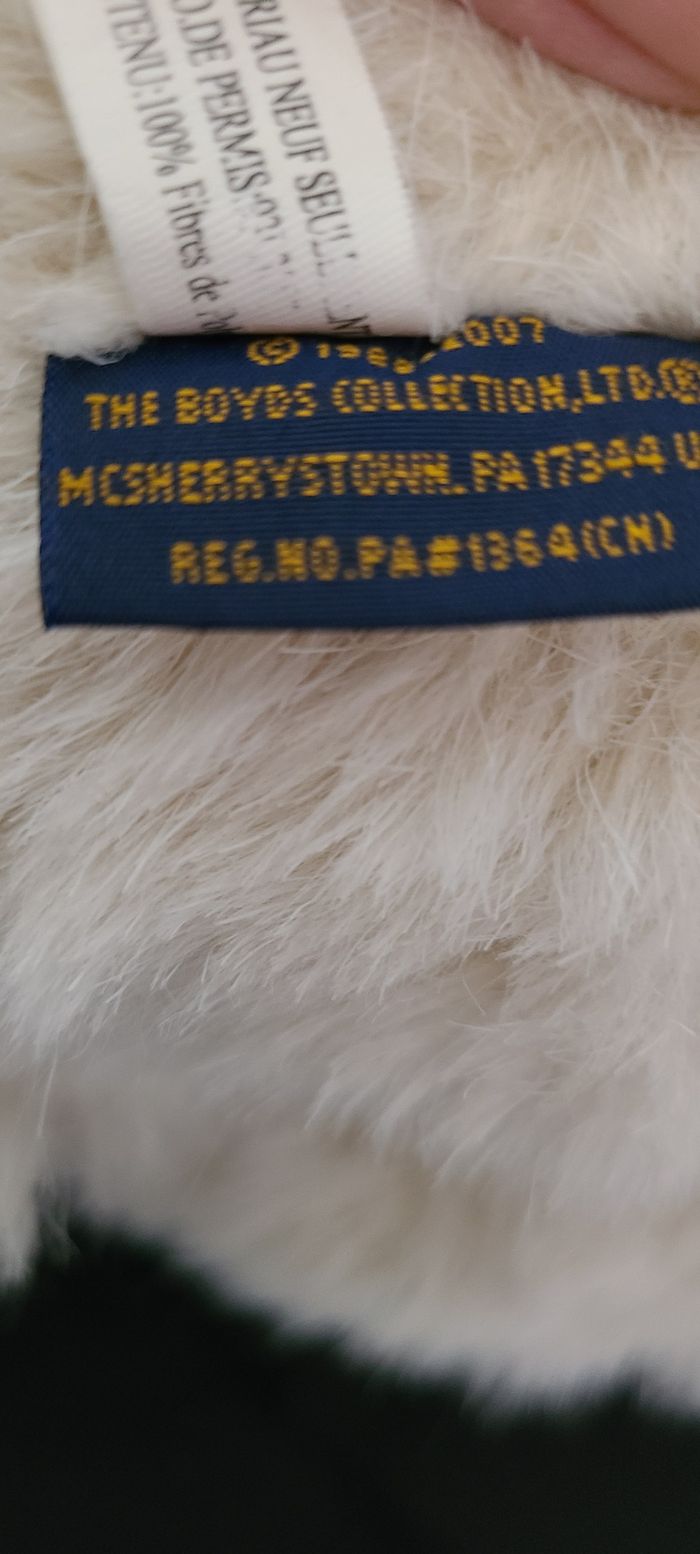 RIAU NEUF SEUL
O.DE PERMIS:
TENU:100% Fibres de
© 198 2007
THE BOYDS COLLECTION,LTD.®
MCSHERRYSTOWN.PA 17344 U
REG.NO.PA#1364(CN)